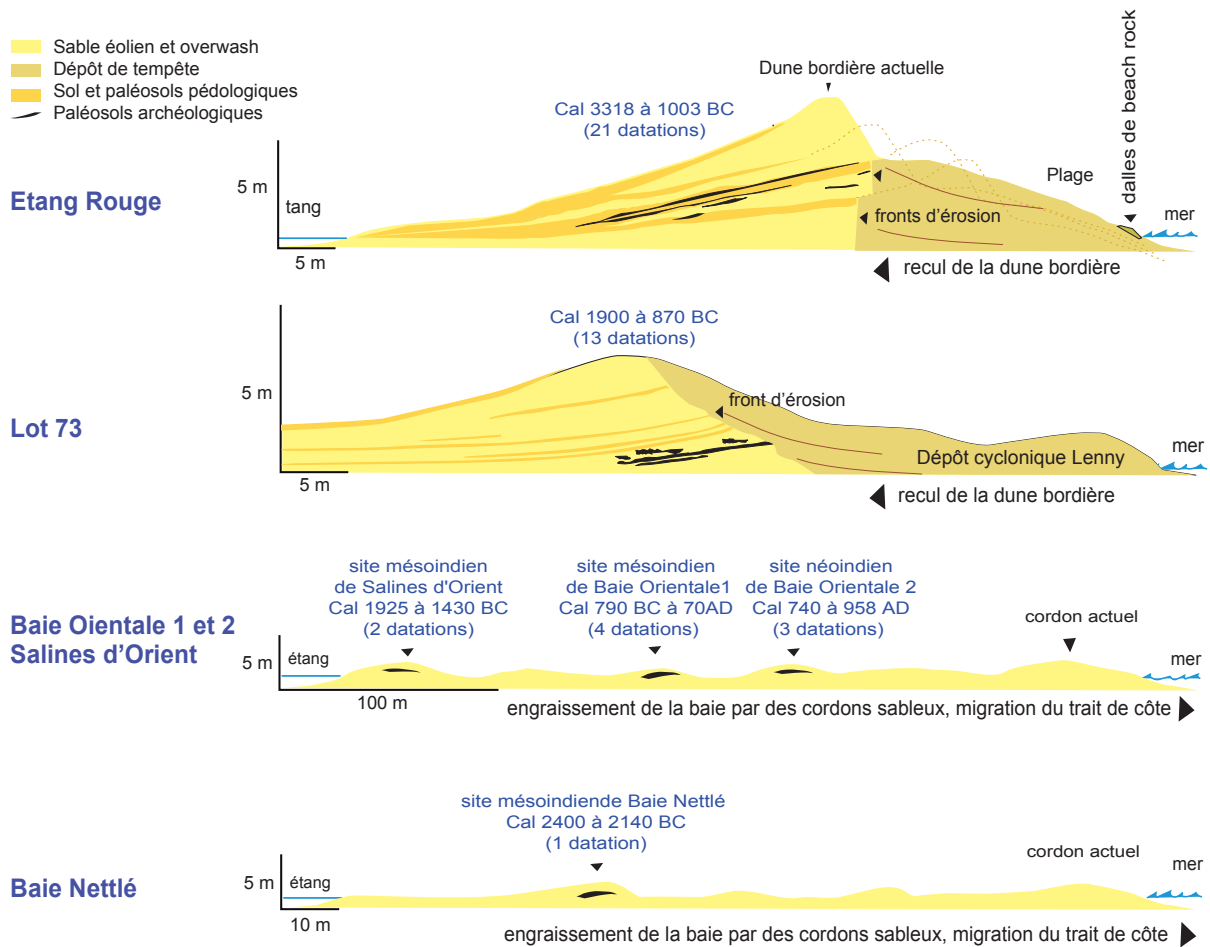 Sable éolien et overwash
Dépôt de tempête
Sol et paléosols pédologiques
Paléosols archéologiques
Dune bordière actuelle
Cal 3318 à 1003 BC
(21 datations)
dalles de beach rock
Etang Rouge
5 m
tang
Plage
mer
fronts d'érosion
5 m
recul de la dune bordière
Cal 1900 à 870 BC
(13 datations)
5 m
Lot 73
front d'érosion
mer
Dépôt cyclonique Lenny
5 m
recul de la dune bordière
site mésoindien
de Salines d'Orient
Cal 1925 à 1430 BC
(2 datations)
site mésoindien
de Baie Orientale1
Cal 790 BC à 70AD
(4 datations)
site néoindien
de Baie Orientale 2
Cal 740 à 958 AD
(3 datations)
Baie Oientale 1 et 2
Salines d'Orient
5 m
étang
cordon actuel
mer
100 m
engraissement de la baie par des cordons sableux, migration du trait de côte
site mésoindiende Baie Nettlé
Cal 2400 à 2140 BC
(1 datation)
Baie Nettlé
5 m
étang
cordon actuel
mer
10 m
engraissement de la baie par des cordons sableux, migration du trait de côte